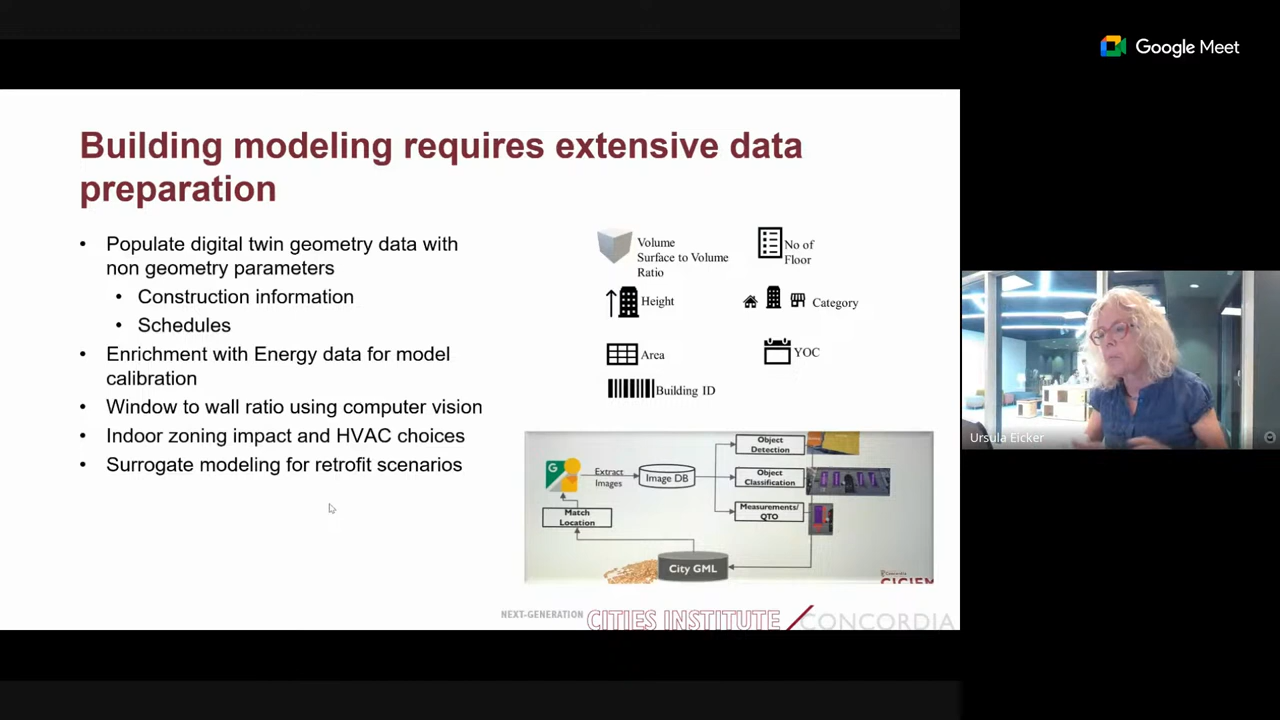 Google Meet
Building modeling requires extensive data
preparation
• Populate digital twin geometry data with
non geometry parameters
• Construction information
• Schedules
• Enrichment with Energy data for model
calibration
• Window to wall ratio using computer vision
• Indoor zoning impact and HVAC choices
• Surrogate modeling for retrofit scenarios
Volume
Surface to Volume
Ratio
No of
Floor
Height
Category
Area
YOC
Building ID
Object
Detection
Extract
Images
Image DB
Object
Classification
Measurements/
QTO
Match
Location
City GML
NEXT-GENERATION CITIES INSTITUTE CONCORDIA
Ursula Eicker